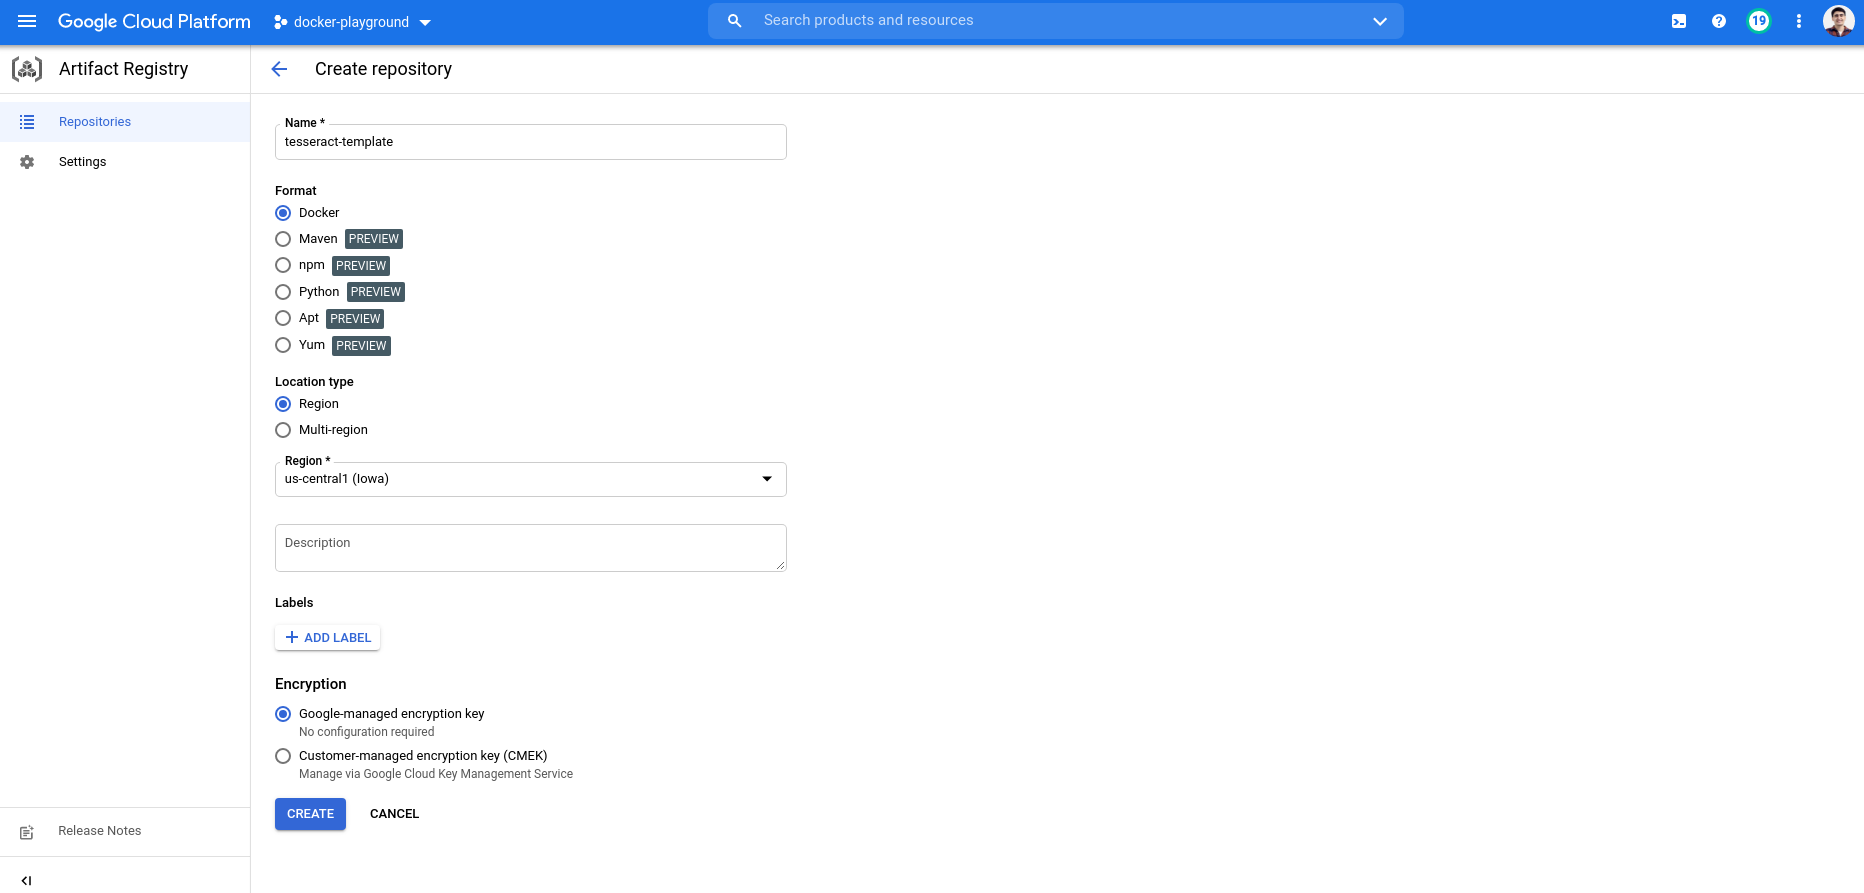 Google Cloud Platform
docker-playground
Search products and resources
19
Artifact Registry
Create repository
Repositories
Settings
Name *
tesseract-template
Format
Docker
Maven PREVIEW
npm PREVIEW
Python PREVIEW
Apt PREVIEW
Yum PREVIEW
Location type
Region
Multi-region
Region *
us-central1 (Iowa)
Description
Labels
ADD LABEL
Encryption
Google-managed encryption key
No configuration required
Customer-managed encryption key (CMEK)
Manage via Google Cloud Key Management Service
CREATE CANCEL
Release Notes